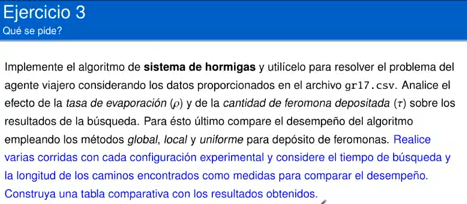 Ejercicio 3
Qué se pide?
Implemente el algoritmo de sistema de hormigas y utilícelo para resolver el problema del
agente viajero considerando los datos proporcionados en el archivo gr17.csv. Analice el
efecto de la tasa de evaporación (ρ) y de la cantidad de feromona depositada (τ) sobre los
resultados de la búsqueda. Para ésto último compare el desempeño del algoritmo
empleando los métodos global, local y uniforme para depósito de feromonas. Realice
varias corridas con cada configuración experimental y considere el tiempo de búsqueda y
la longitud de los caminos encontrados como medidas para comparar el desempeño.
Construya una tabla comparativa con los resultados obtenidos.